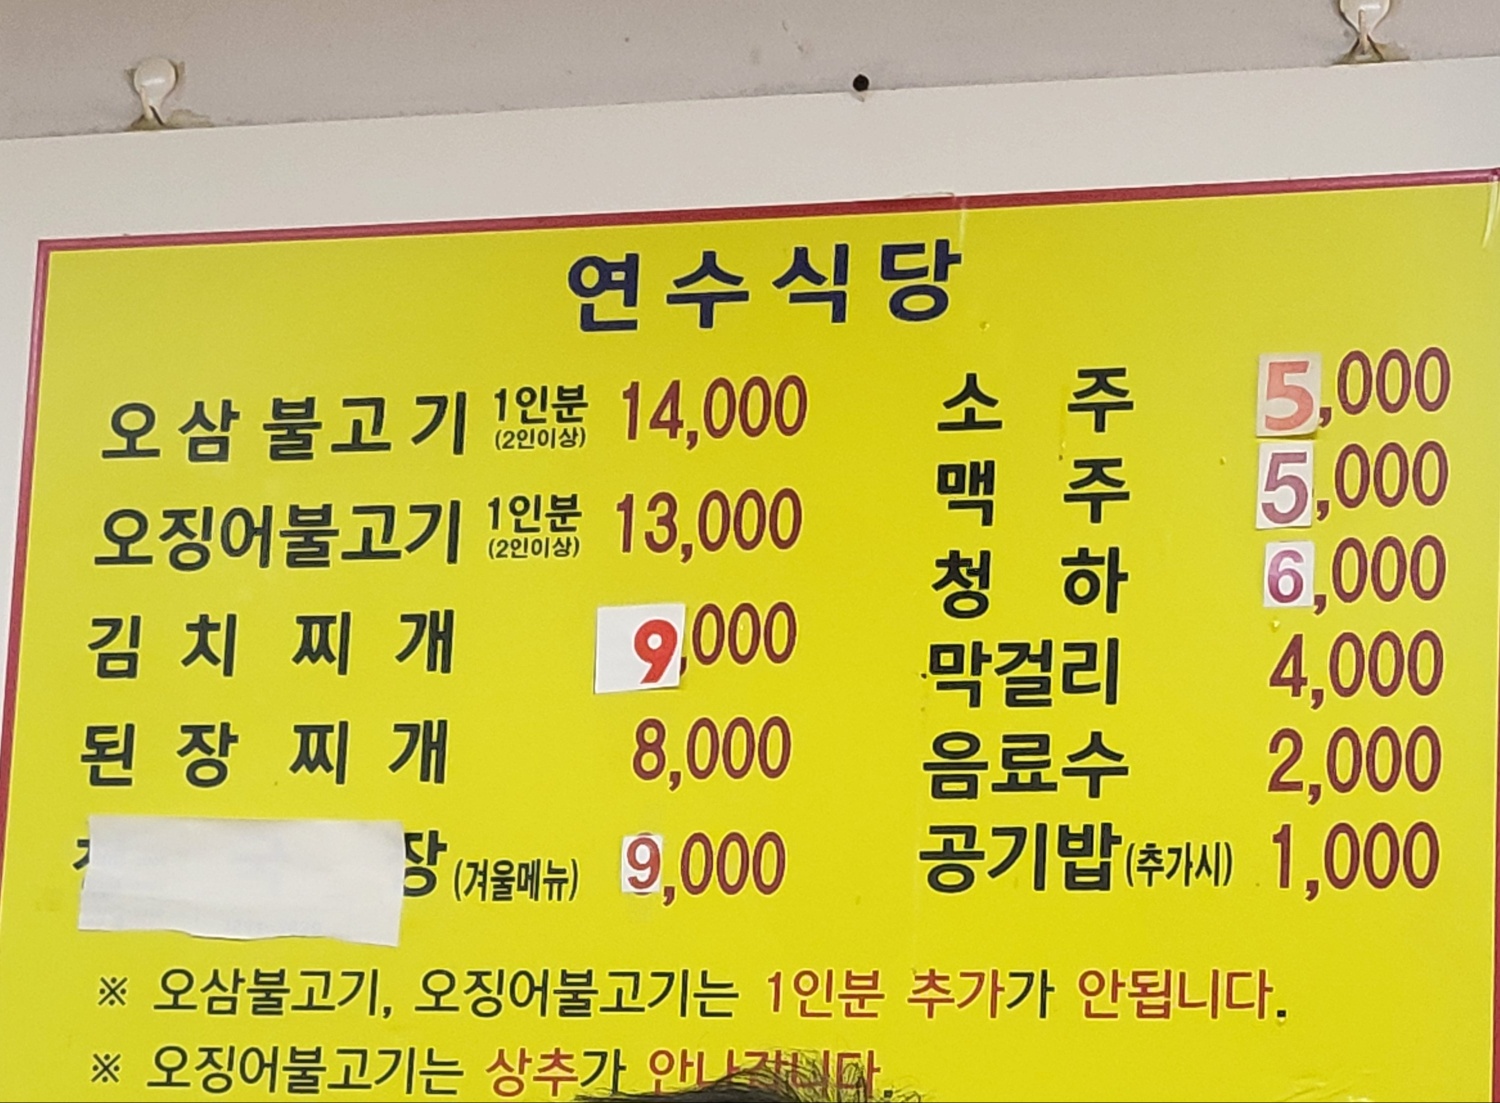 연수식당
오삼불고기 1인분 (2인이상) 14,000
오징어불고기 1인분 (2인이상) 13,000
김치찌개 9,000
된장찌개 8,000
(겨울메뉴) 9,000
소주 5,000
맥주 5,000
청하 6,000
막걸리 4,000
음료수 2,000
공기밥(추가시) 1,000
※ 오삼불고기, 오징어불고기는 1인분 추가가 안됩니다.
※ 오징어불고기는 상추가